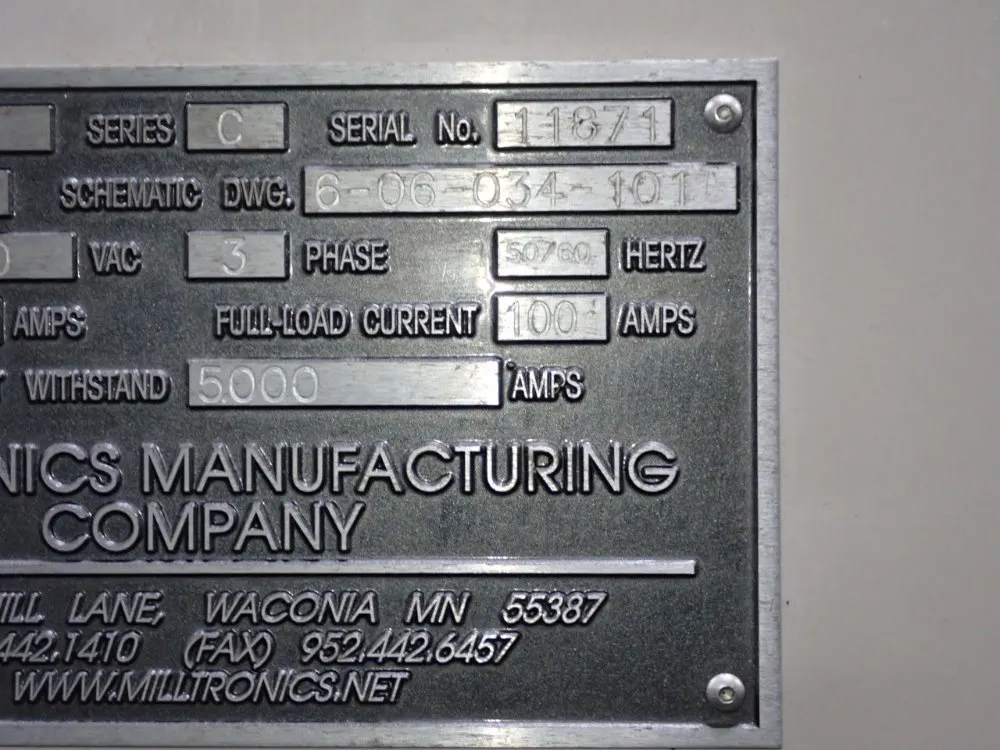 SERIES C SERIAL No. 11871
SCHEMATIC DWG. 6-06-034-101
VAC 3 PHASE 50/60 HERTZ
AMPS FULL-LOAD CURRENT 100 AMPS
WITHSTAND 5000 AMPS
NICS MANUFACTURING
COMPANY
ILL LANE, WACONIA MN 55387
442.1410 (FAX) 952.442.6457
WWW.MILLTRONICS.NET